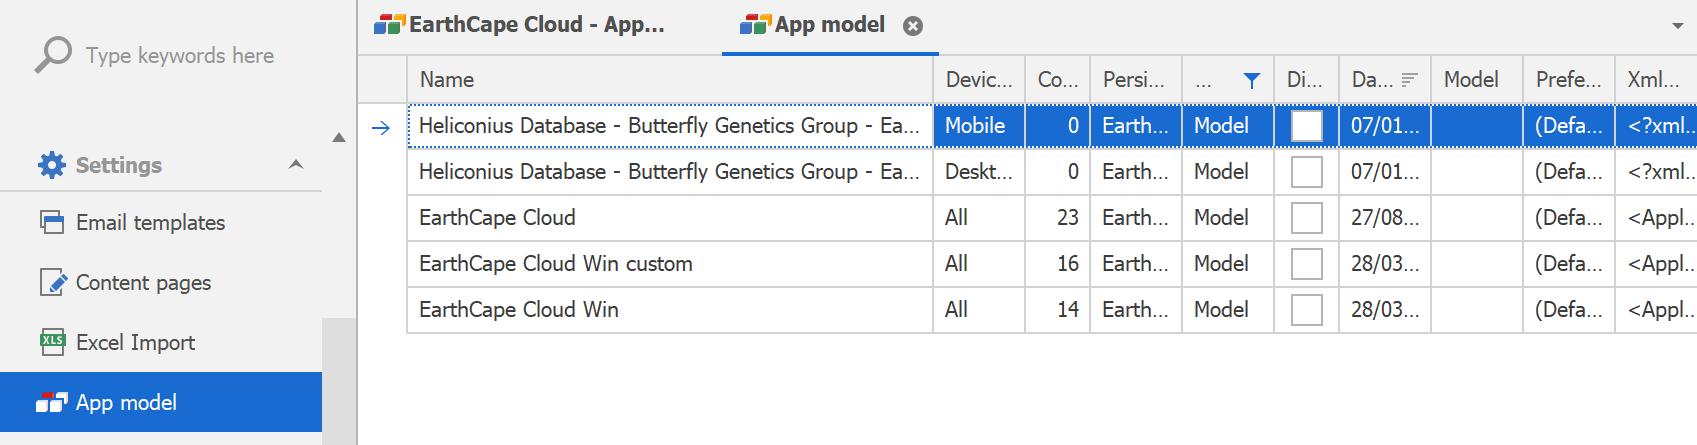 Type keywords here
Settings
Email templates
Content pages
XLS Excel Import
App model
EarthCape Cloud - App... App model
Name Devic... Co... Persi... ... Di... Da... Model Prefe... Xml...
Heliconius Database - Butterfly Genetics Group - Ea... Mobile 0 Earth... Model 07/01... (Defa... <?xml...
Heliconius Database - Butterfly Genetics Group - Ea... Deskt... 0 Earth... Model 07/01... (Defa... <?xml...
EarthCape Cloud All 23 Earth... Model 27/08... (Defa... <Appl...
EarthCape Cloud Win custom All 16 Earth... Model 28/03... (Defa... <Appl...
EarthCape Cloud Win All 14 Earth... Model 28/03... (Defa... <Appl...